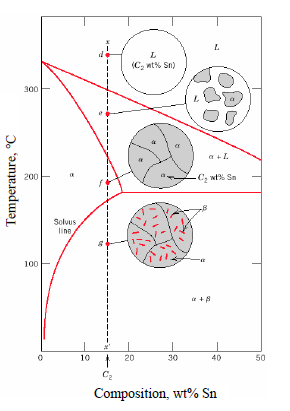 x
d
L
(C2 wt% Sn)
L
L
α
e
300
α
α
α
α + L
Temperature, °C
α
f
α
C2 wt% Sn
200
β
Solvus
line
g
α
100
α + β
x'
0
10
20
30
40
50
C2
Composition, wt% Sn